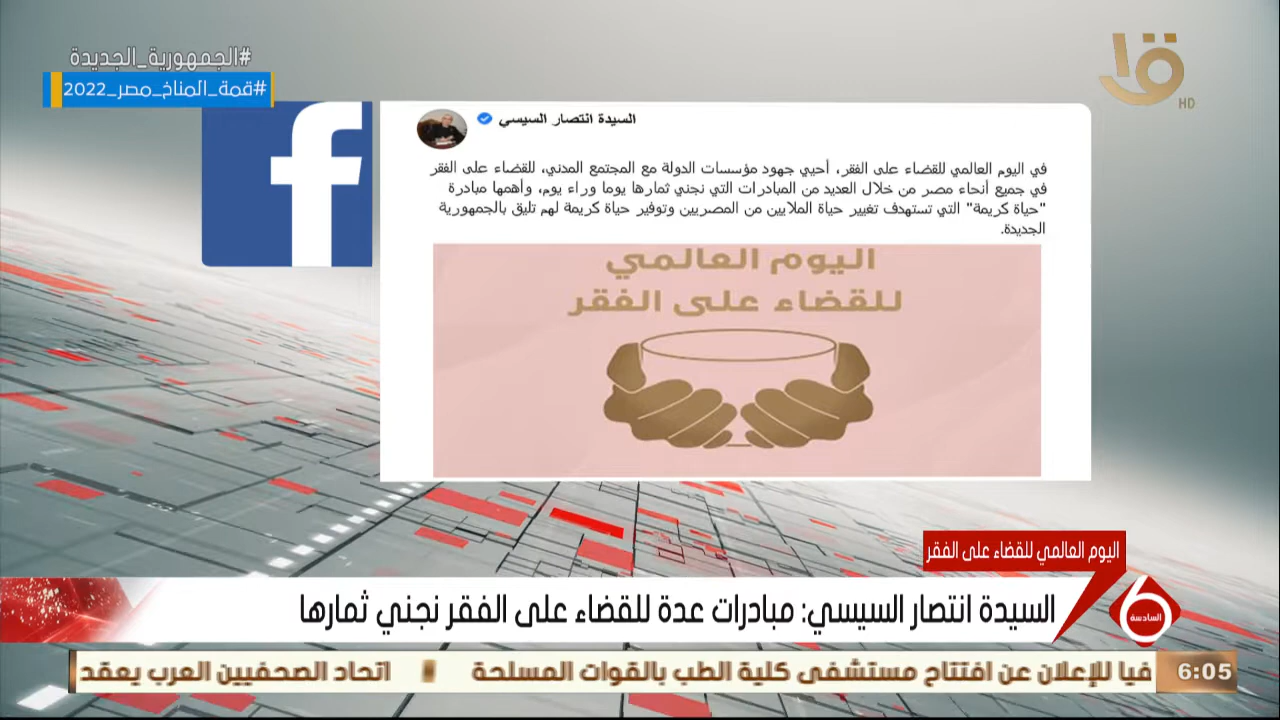 #الجمهورية_الجديدة
#قمة_المناخ_مصر_2022
HD
السيدة انتصار السيسي
في اليوم العالمي للقضاء على الفقر، أحيي جهود مؤسسات الدولة مع المجتمع المدني، للقضاء على الفقر
في جميع أنحاء مصر من خلال العديد من المبادرات التي نجني ثمارها يوما وراء يوم، وأهمها مبادرة
"حياة كريمة" التي تستهدف تغيير حياة الملايين من المصريين وتوفير حياة كريمة لهم تليق بالجمهورية
الجديدة.
اليوم العالمي
للقضاء على الفقر
اليوم العالمي للقضاء على الفقر
السيدة انتصار السيسي: مبادرات عدة للقضاء على الفقر نجني ثمارها
السادسة
6:05
فيا للإعلان عن افتتاح مستشفى كلية الطب بالقوات المسلحة
اتحاد الصحفيين العرب يعقد